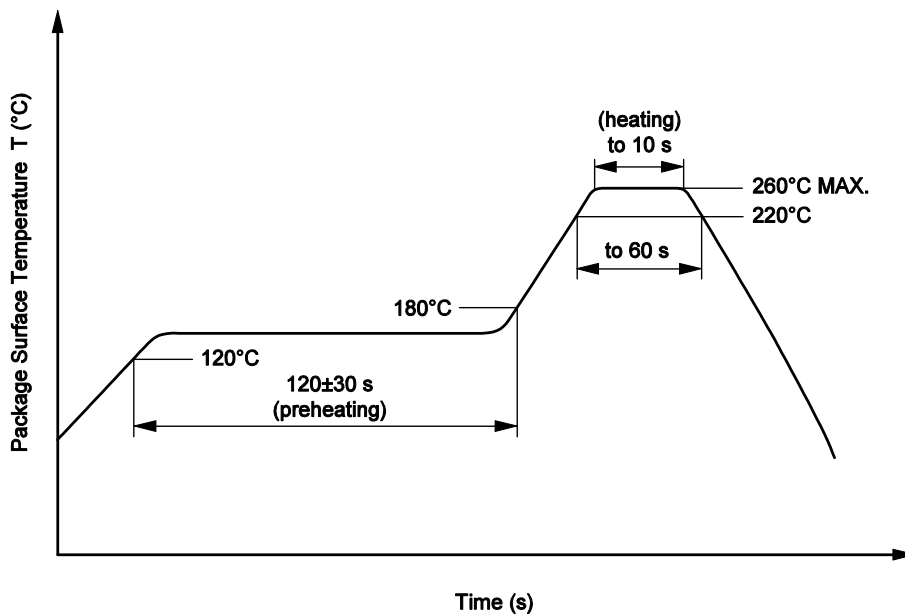 Package Surface Temperature T (°C)
(heating)
to 10 s
260°C MAX.
220°C
to 60 s
180°C
120°C
120±30 s
(preheating)
Time (s)